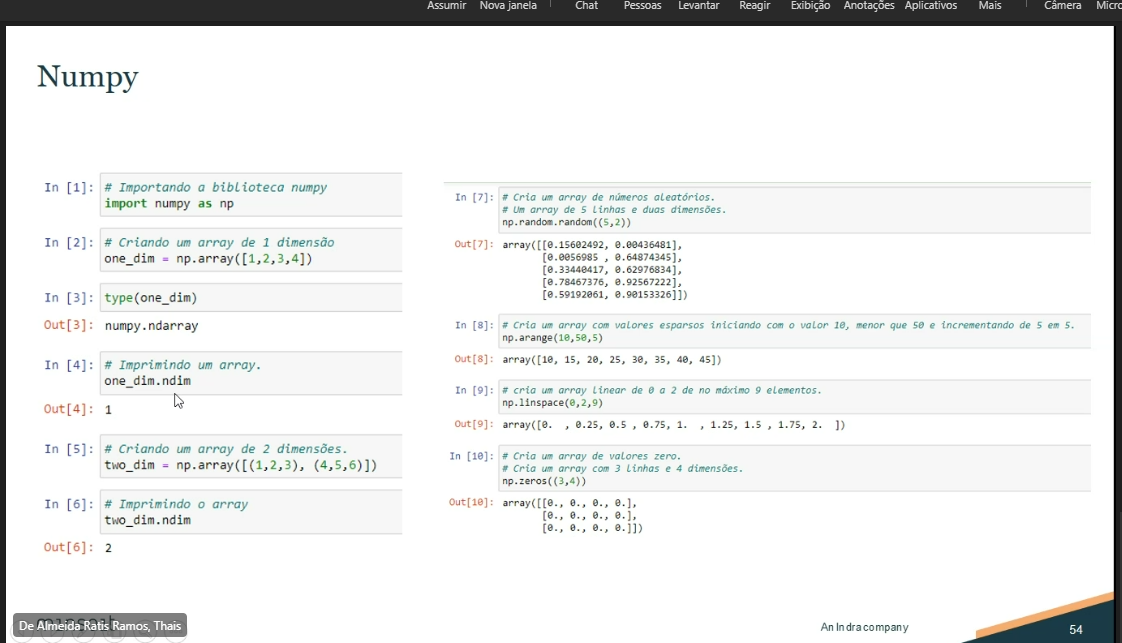 Assumir Nova janela Chat Pessoas Levantar Reagir Exibição Anotações Aplicativos Mais Câmera Micro
Numpy
In [1]: # Importando a biblioteca numpy
import numpy as np
In [2]: # Criando um array de 1 dimensão
one_dim = np.array([1,2,3,4])
In [3]: type(one_dim)
Out[3]: numpy.ndarray
In [4]: # Imprimindo um array.
one_dim.ndim
Out[4]: 1
In [5]: # Criando um array de 2 dimensões.
two_dim = np.array([(1,2,3), (4,5,6)])
In [6]: # Imprimindo o array
two_dim.ndim
Out[6]: 2
In [7]: # Cria um array de números aleatórios.
# Um array de 5 linhas e duas dimensões.
np.random.random((5,2))
Out[7]: array([[0.15602492, 0.00436481],
[0.0056985 , 0.64874345],
[0.33440417, 0.62976834],
[0.78467376, 0.92567222],
[0.59192061, 0.90153326]])
In [8]: # Cria um array com valores esparsos iniciando com o valor 10, menor que 50 e incrementando de 5 em 5.
np.arange(10,50,5)
Out[8]: array([10, 15, 20, 25, 30, 35, 40, 45])
In [9]: # cria um array linear de 0 a 2 de no máximo 9 elementos.
np.linspace(0,2,9)
Out[9]: array([0. , 0.25, 0.5 , 0.75, 1. , 1.25, 1.5 , 1.75, 2. ])
In [10]: # Cria um array de valores zero.
# Cria um array com 3 linhas e 4 dimensões.
np.zeros((3,4))
Out[10]: array([[0., 0., 0., 0.],
[0., 0., 0., 0.],
[0., 0., 0., 0.]])
De Almeida Ratis Ramos, Thais
An Indra company
54